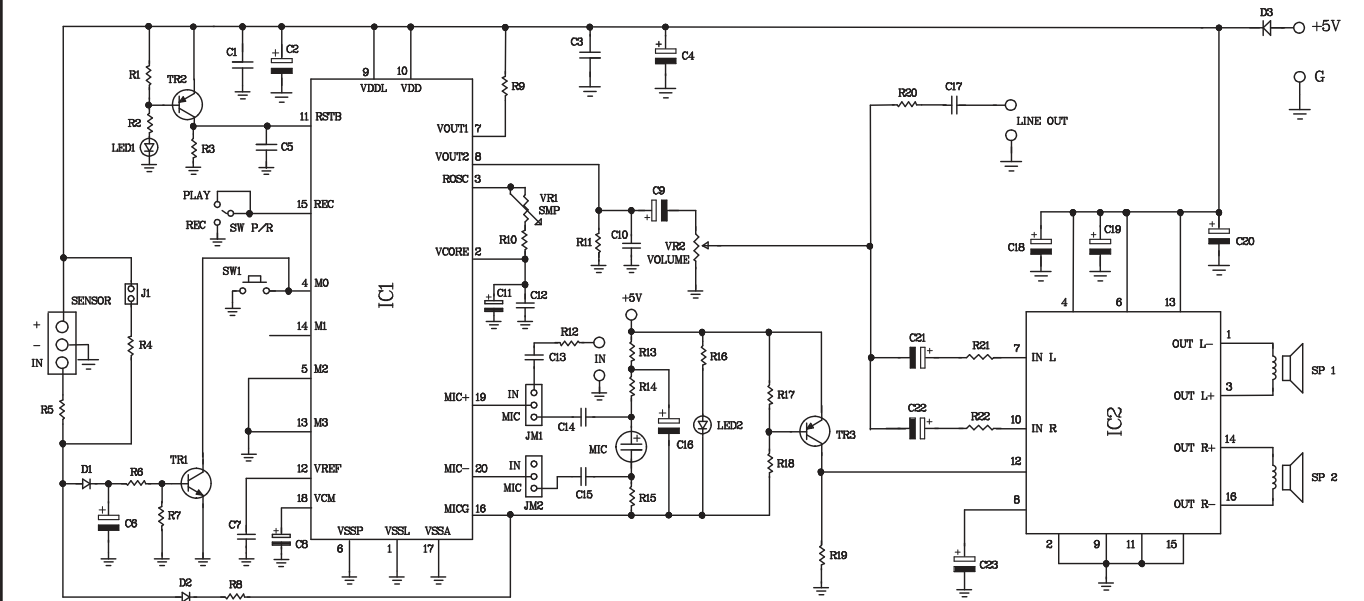 D3
+5V
G
R1
TR2
R2
LED1
R3
C1
C2
C5
C3
C4
R9
9
VDDL
10
VDD
11 RSTB
VOUT1 7
VOUT2 8
ROSC 3
VCORE 2
PLAY
REC
SW P/R
15 REC
VR1
SMP
R10
R11
C10
C9
VR2
VOLUME
C11
C12
R20
C17
LINE OUT
C18
C19
C20
SW1
4 M0
14 M1
5 M2
13 M3
12 VREF
18 VCM
IC1
SENSOR
+
-
IN
J1
R4
R5
D1
R6
TR1
R7
C6
C7
C8
VSSP
6
VSSL
1
VSSA
17
MIC+ 19
MIC- 20
MICG 16
D2
R8
R12
C13
IN
IN
MIC
JM1
C14
IN
MIC
JM2
C15
+5V
R13
R14
MIC
R15
C16
R16
LED2
R17
R18
TR3
R19
C21
R21
C22
R22
4
6
13
7 IN L
10 IN R
12
8
IC2
OUT L- 1
OUT L+ 3
OUT R+ 14
OUT R- 16
2
9
11
15
C23
SP 1
SP 2